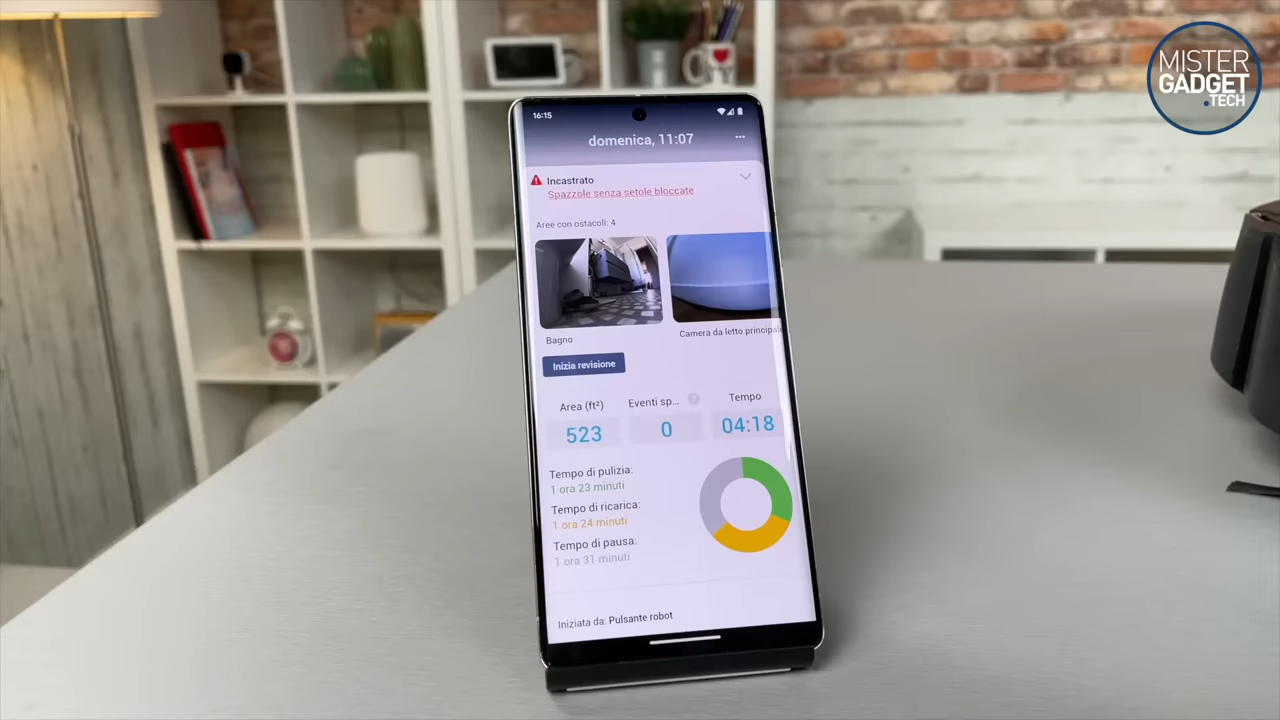 MISTER
GADGET
.TECH
16:15
domenica, 11:07
Incastrato
Spazzole senza setole bloccate
Aree con ostacoli: 4
Bagno
Camera da letto principale
Inizia revisione
Area (ft²)
Eventi sp...
?
Tempo
523
0
04:18
Tempo di pulizia:
1 ora 23 minuti
Tempo di ricarica:
1 ora 24 minuti
Tempo di pausa:
1 ora 31 minuti
Iniziata da: Pulsante robot